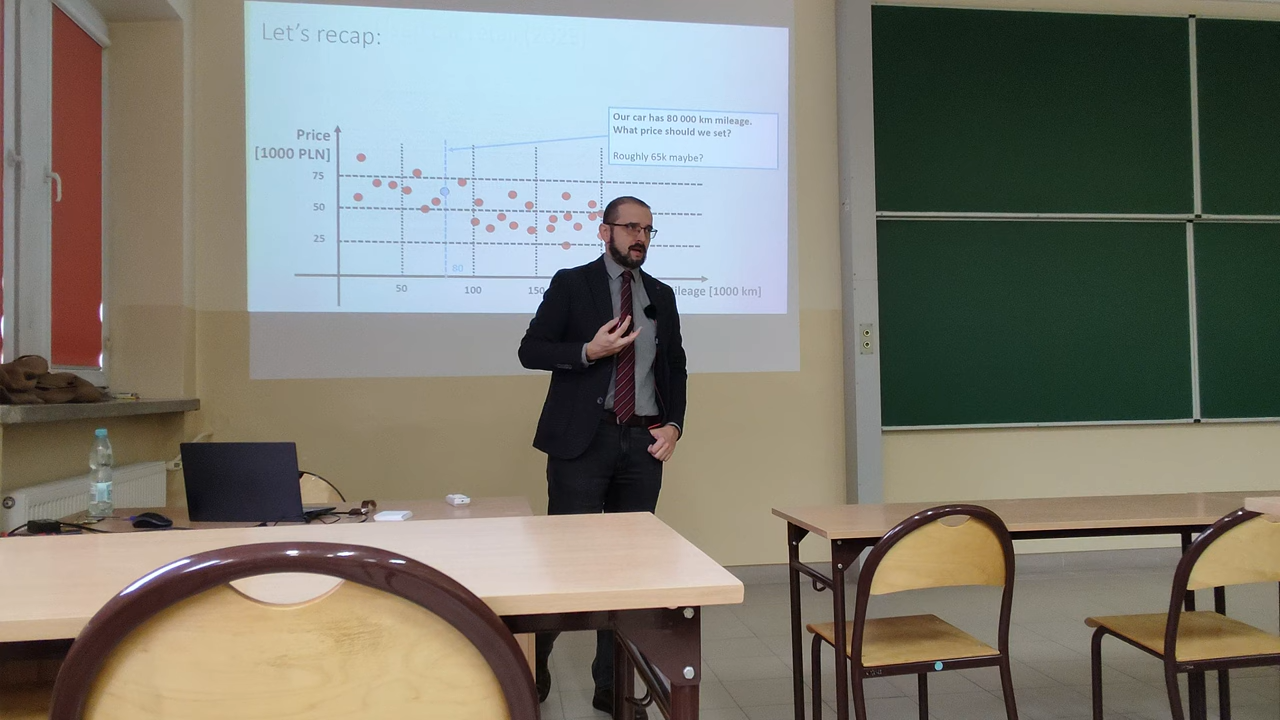 Let's recap:
Our car has 80 000 km mileage.
What price should we set?
Roughly 65k maybe?
Price
[1000 PLN]
75
50
25
80
50
100
150
ileage [1000 km]